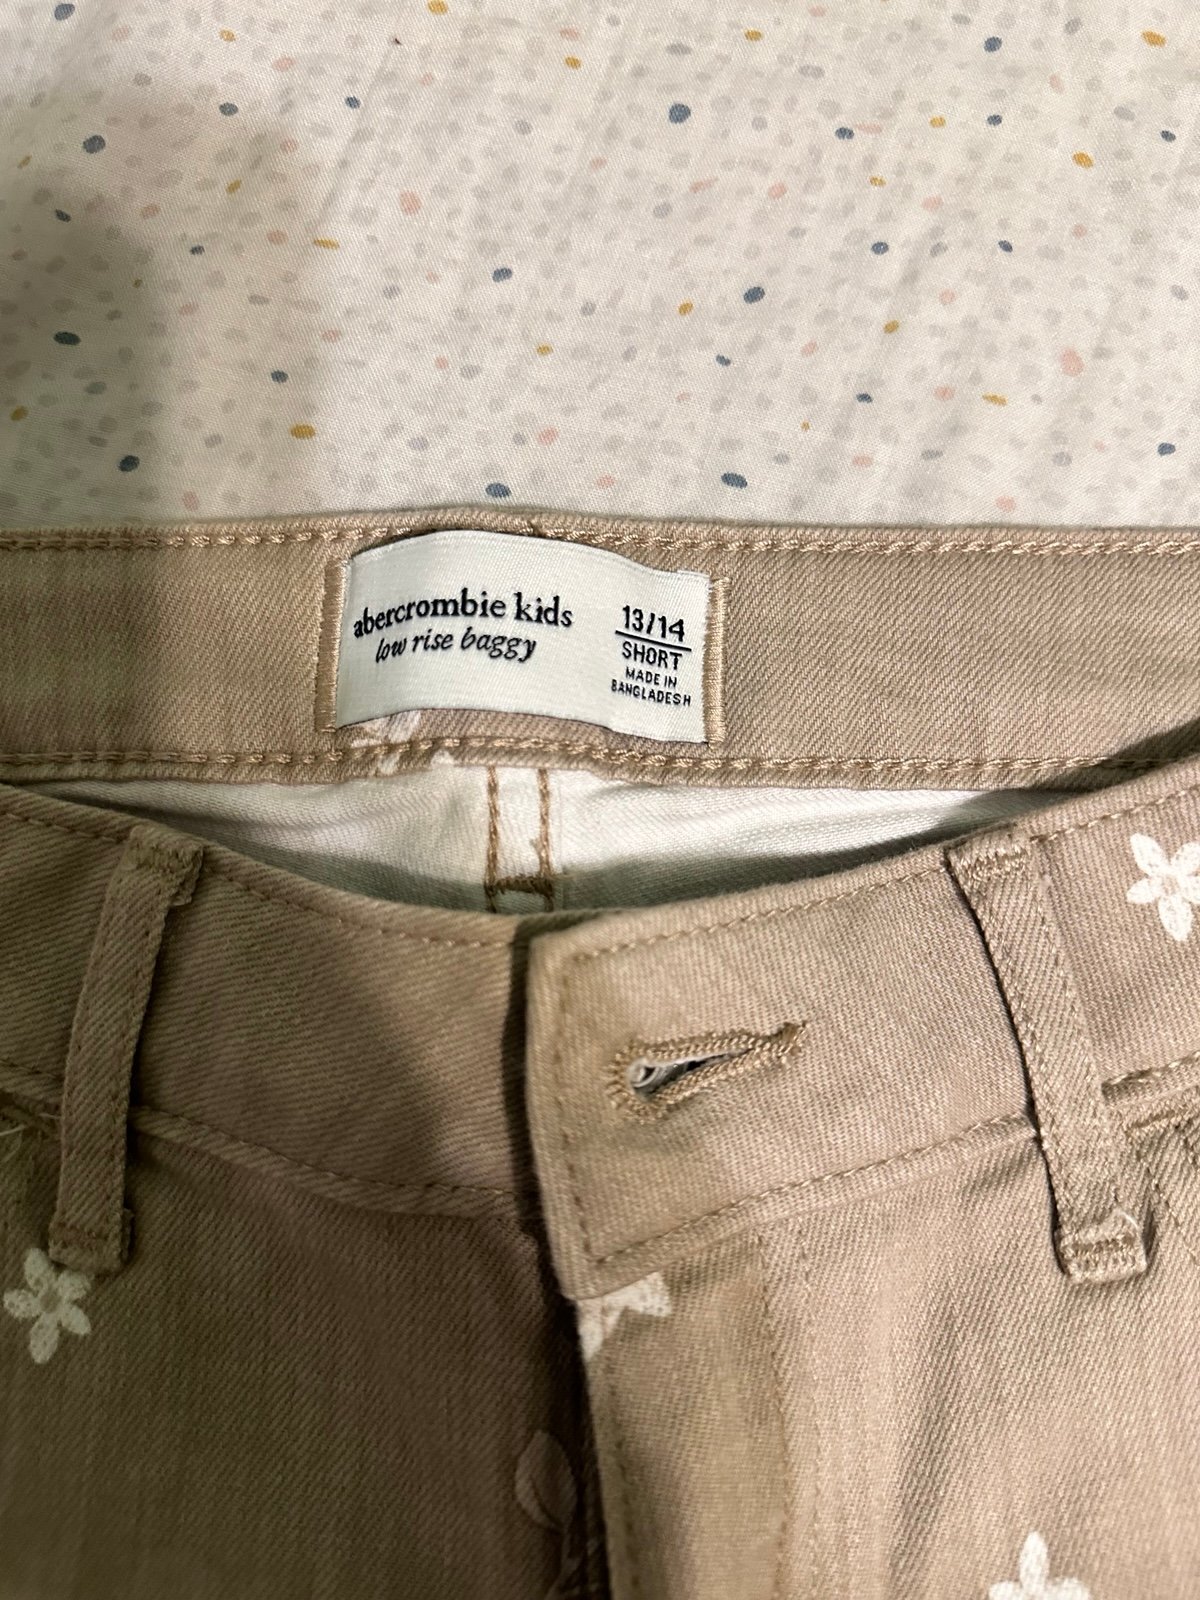 abercrombie kids
low rise baggy
13/14
SHORT
MADE IN
BANGLADESH